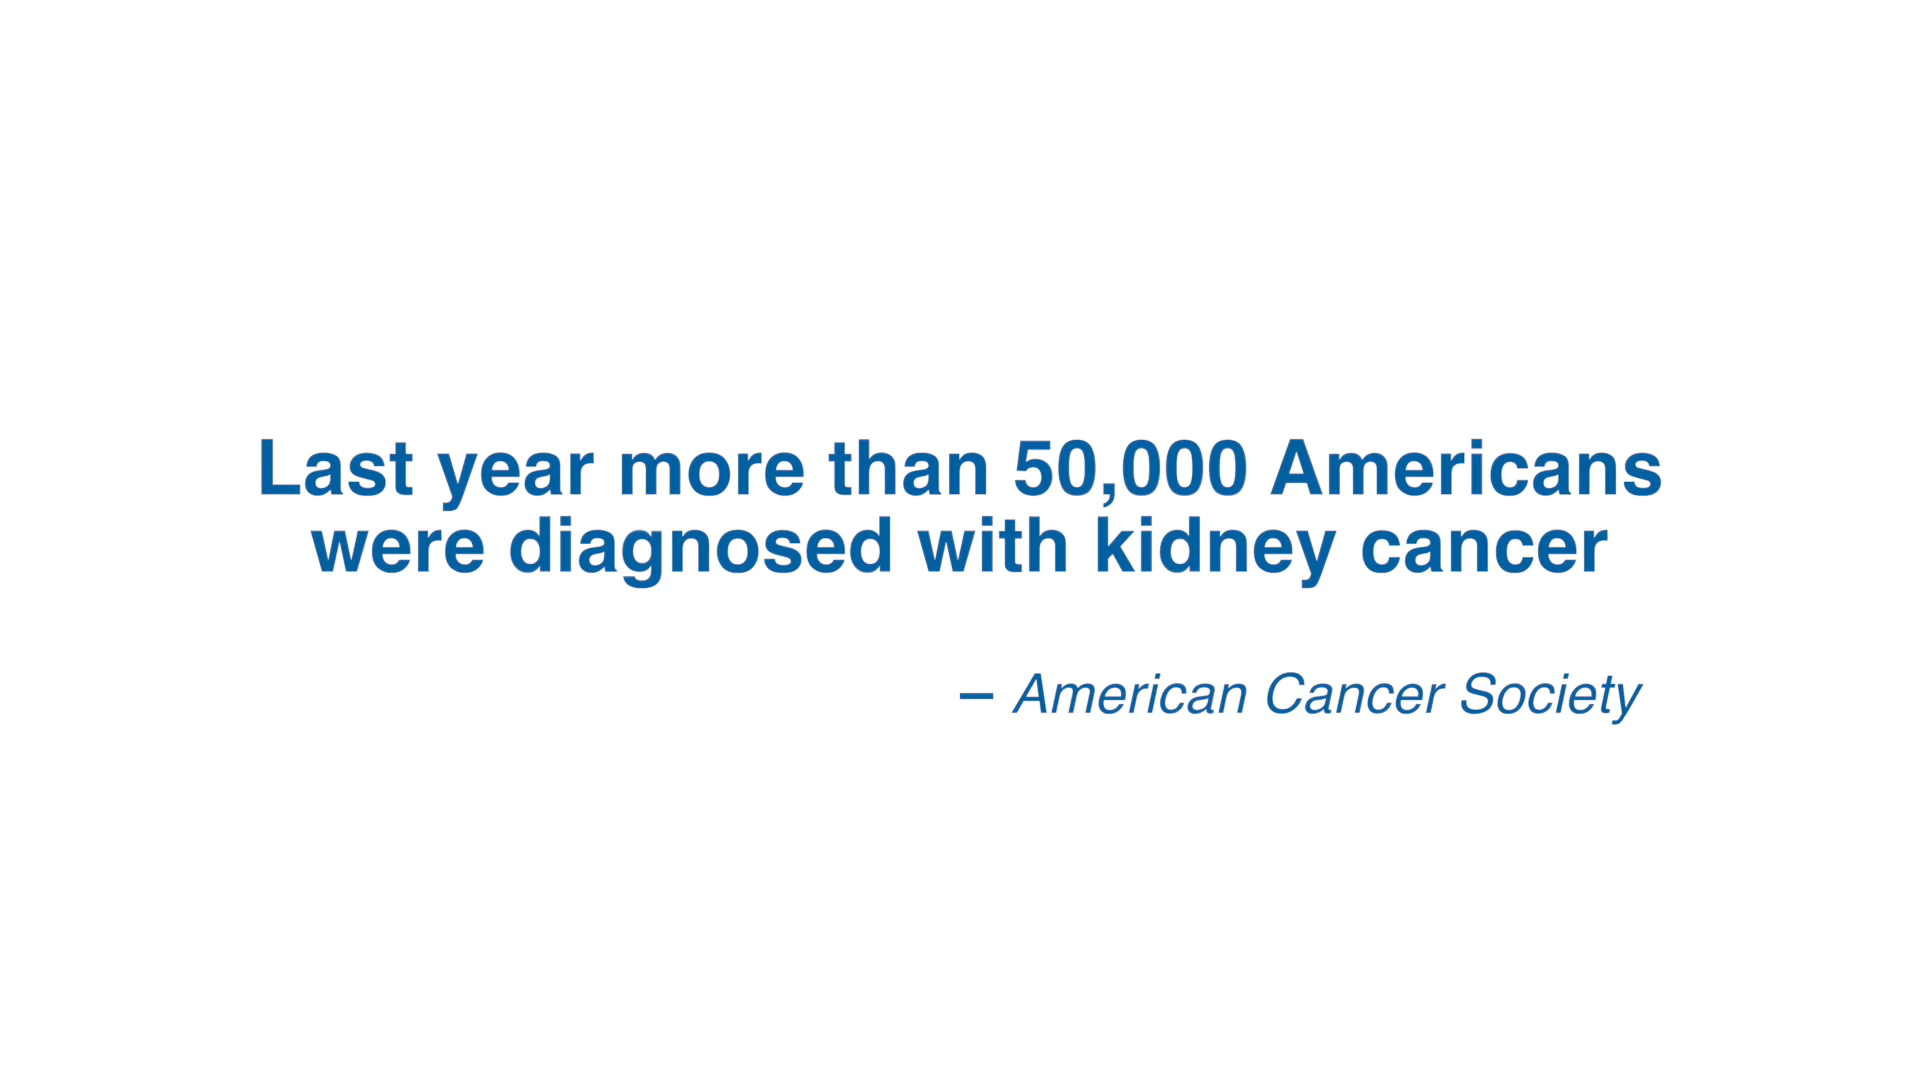 Last year more than 50,000 Americans
were diagnosed with kidney cancer
– American Cancer Society